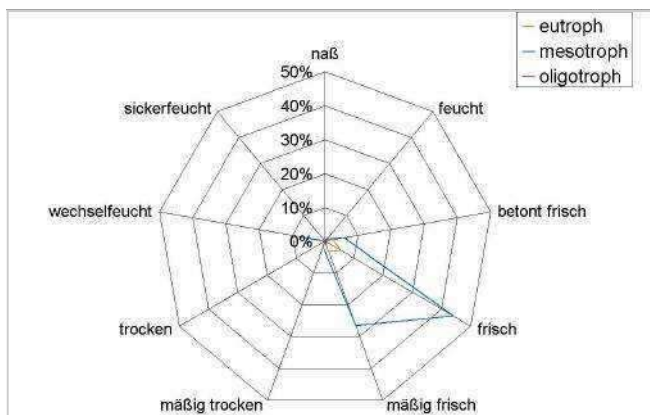 eutroph
mesotroph
oligotroph
naß
50%
40%
30%
20%
10%
0%
feucht
betont frisch
frisch
mäßig frisch
mäßig trocken
trocken
wechselfeucht
sickerfeucht